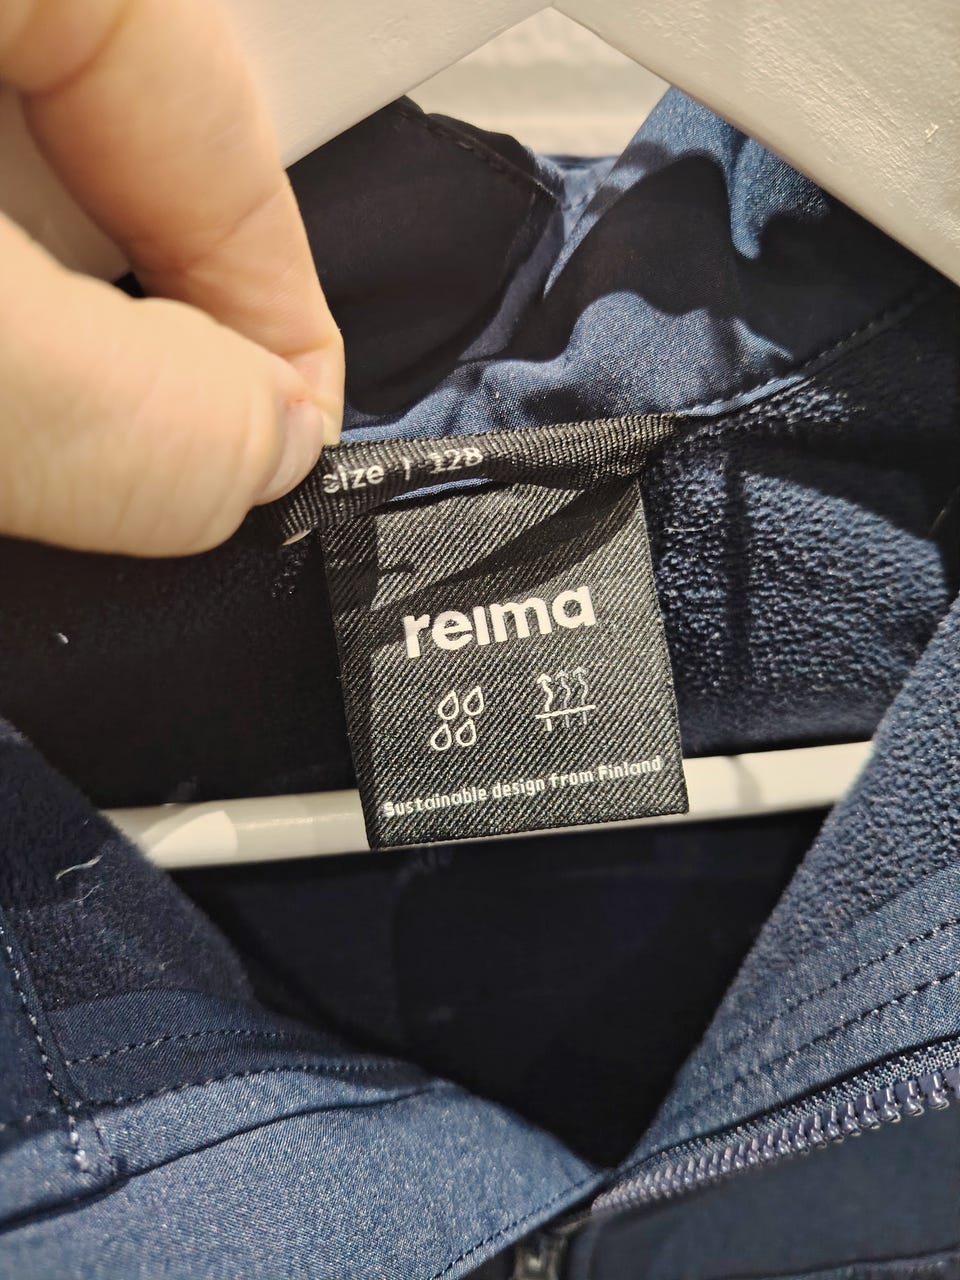 size | 128
reima
Sustainable design from Finland